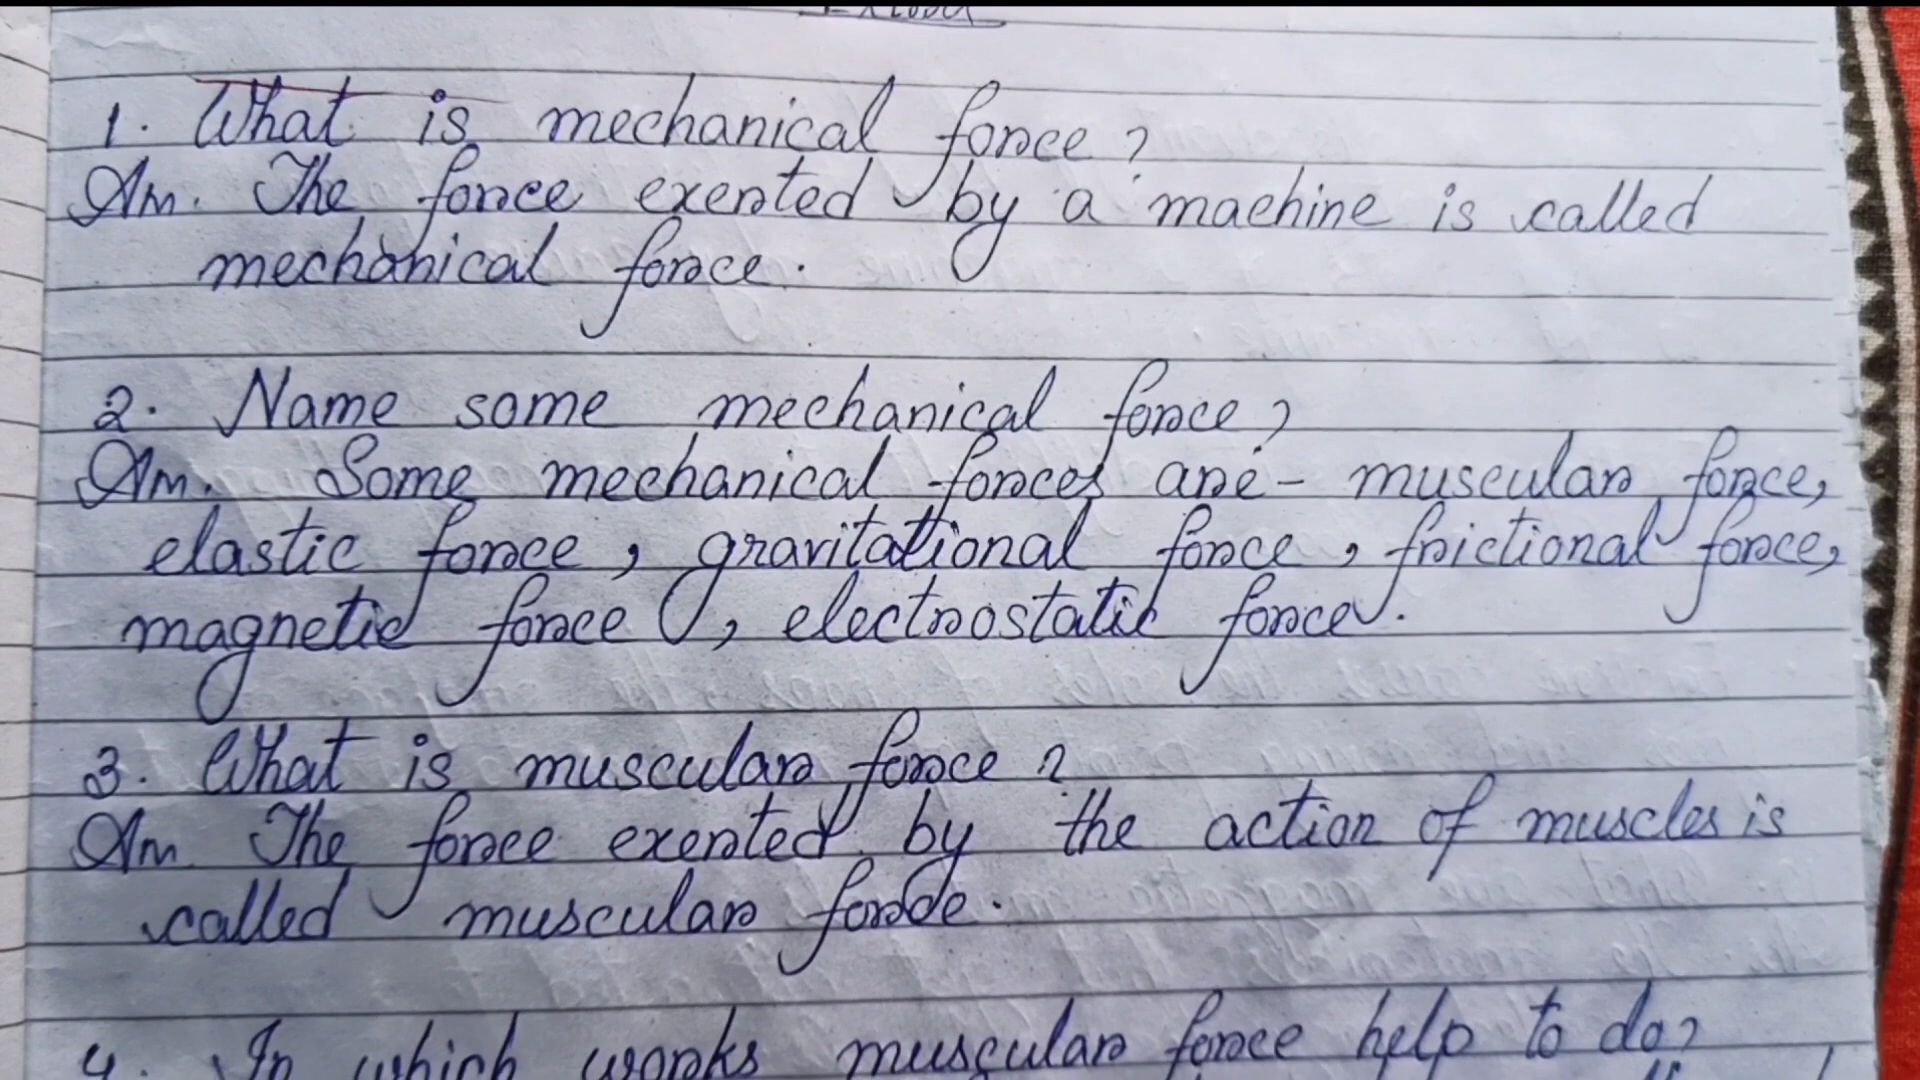 1. What is mechanical force?
Ans. The force exerted by a machine is called
mechanical force.
2. Name some mechanical force?
Ans. Some mechanical forces are - muscular force,
elastic force, gravitational force, frictional force,
magnetic force, electrostatic force.
3. What is muscular force?
Ans. The force exerted by the action of muscles is
called muscular force.
4. In which works muscular force help to do?